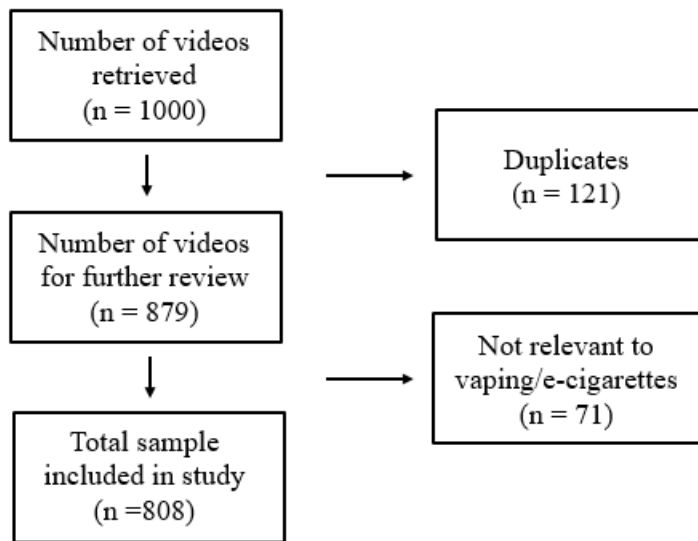 Number of videos
retrieved
(n = 1000)
Duplicates
(n = 121)
Number of videos
for further review
(n = 879)
Not relevant to
vaping/e-cigarettes
(n = 71)
Total sample
included in study
(n =808)